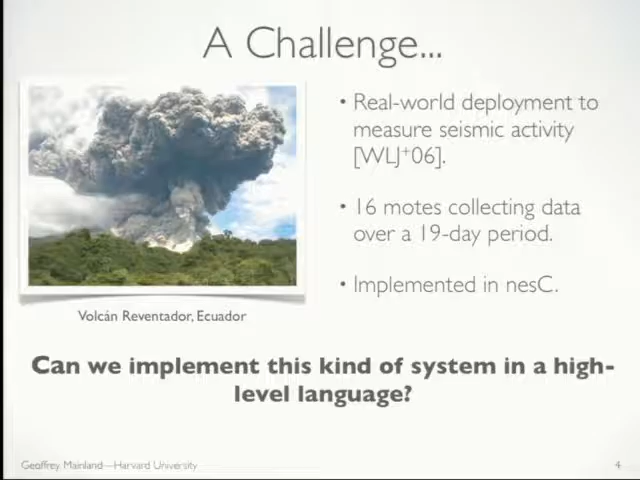 A Challenge...
• Real-world deployment to
measure seismic activity
[WLJ⁺06].
• 16 motes collecting data
over a 19-day period.
• Implemented in nesC.
Volcán Reventador, Ecuador
Can we implement this kind of system in a high-
level language?
Geoffrey Mainland—Harvard University
4